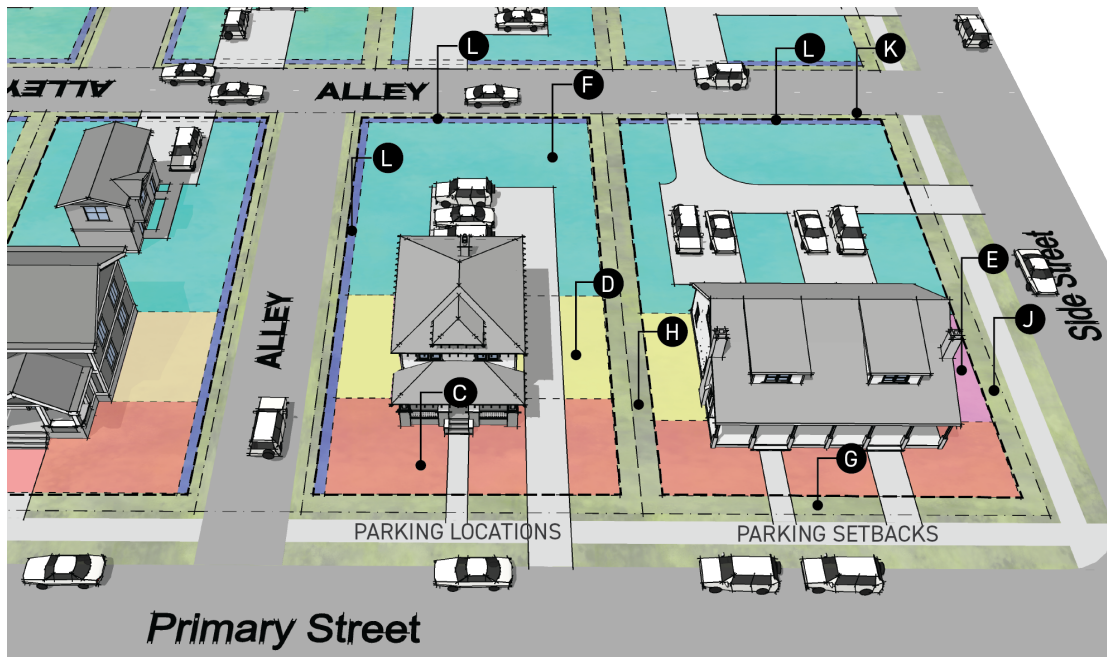 L
L
K
ALLEY
ALLEY
F
L
E
D
Side Street
J
H
ALLEY
C
G
PARKING LOCATIONS
PARKING SETBACKS
Primary Street